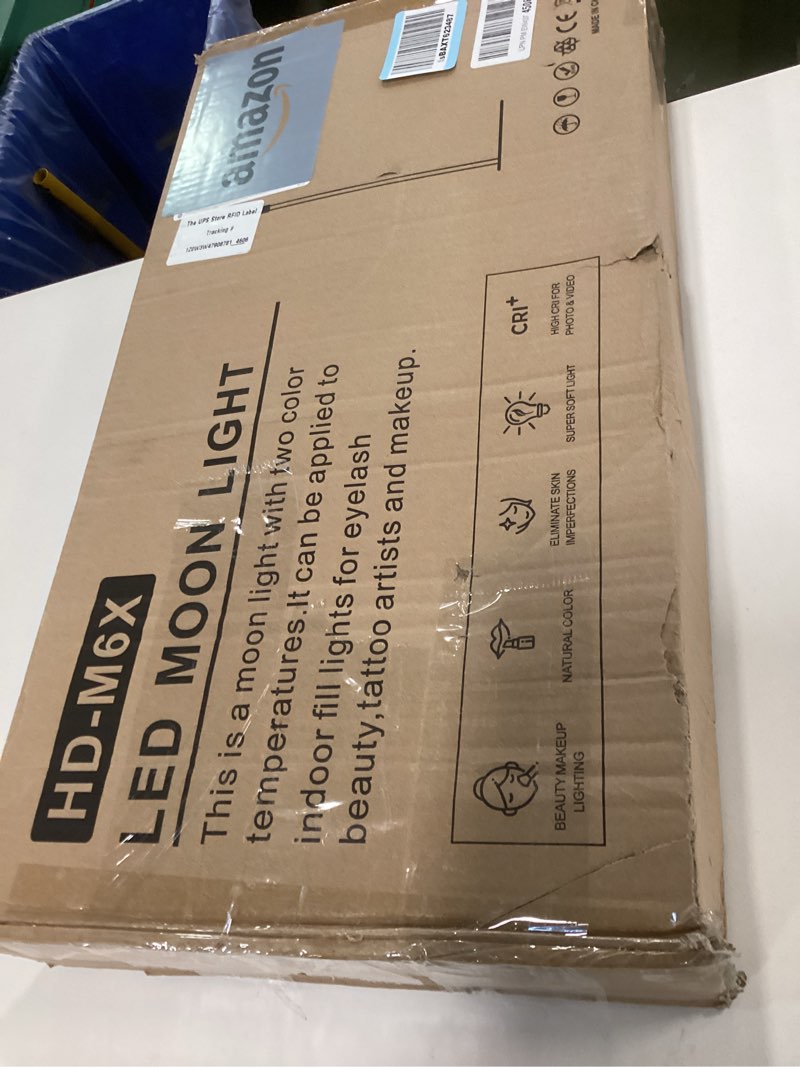 HD-M6X
LED MOON LIGHT
This is a moon light with two color
temperatures.It can be applied to
indoor fill lights for eyelash
beauty,tattoo artists and makeup.
BEAUTY MAKEUP
LIGHTING
NATURAL COLOR
ELIMINATE SKIN
IMPERFECTIONS
SUPER SOFT LIGHT
CRI+
HIGH CRI FOR
PHOTO & VIDEO
The UPS Store RFID Label
Tracking #
amazon
CE
MADE IN